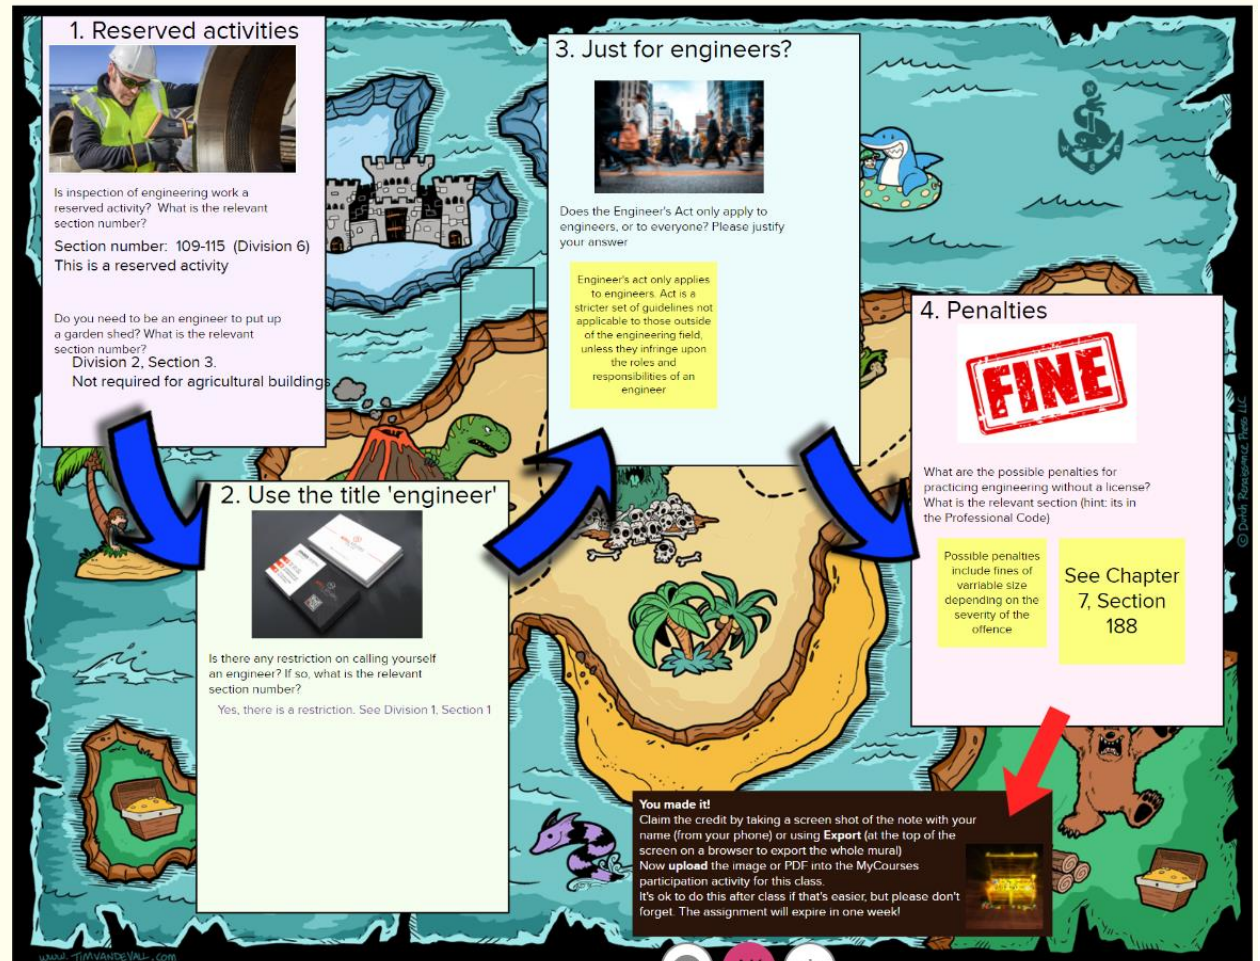 1. Reserved activities
Is inspection of engineering work a
reserved activity? What is the relevant
section number?
Section number: 109-115 (Division 6)
This is a reserved activity
Do you need to be an engineer to put up
a garden shed? What is the relevant
section number?
Division 2, Section 3.
Not required for agricultural buildings
2. Use the title 'engineer'
Is there any restriction on calling yourself
an engineer? If so, what is the relevant
section number?
Yes, there is a restriction. See Division 1, Section 1
3. Just for engineers?
Does the Engineer's Act only apply to
engineers, or to everyone? Please justify
your answer
Engineer's act only applies
to engineers. Act is a
stricter set of guidelines not
applicable to those outside
of the engineering field,
unless they infringe upon
the roles and
responsibilities of an
engineer
4. Penalties
FINE
What are the possible penalties for
practicing engineering without a license?
What is the relevant section (hint: its in
the Professional Code)
Possible penalties
include fines of
varriable size
depending on the
severity of the
offence
See Chapter
7, Section
188
You made it!
Claim the credit by taking a screen shot of the note with your
name (from your phone) or using Export (at the top of the
screen on a browser to export the whole mural)
Now upload the image or PDF into the MyCourses
participation activity for this class.
It's ok to do this after class if that's easier, but please don't
forget. The assignment will expire in one week!
N
W
E
S
© Dutch Renaissance Press LLC
www.TIMVANDEVALL.com